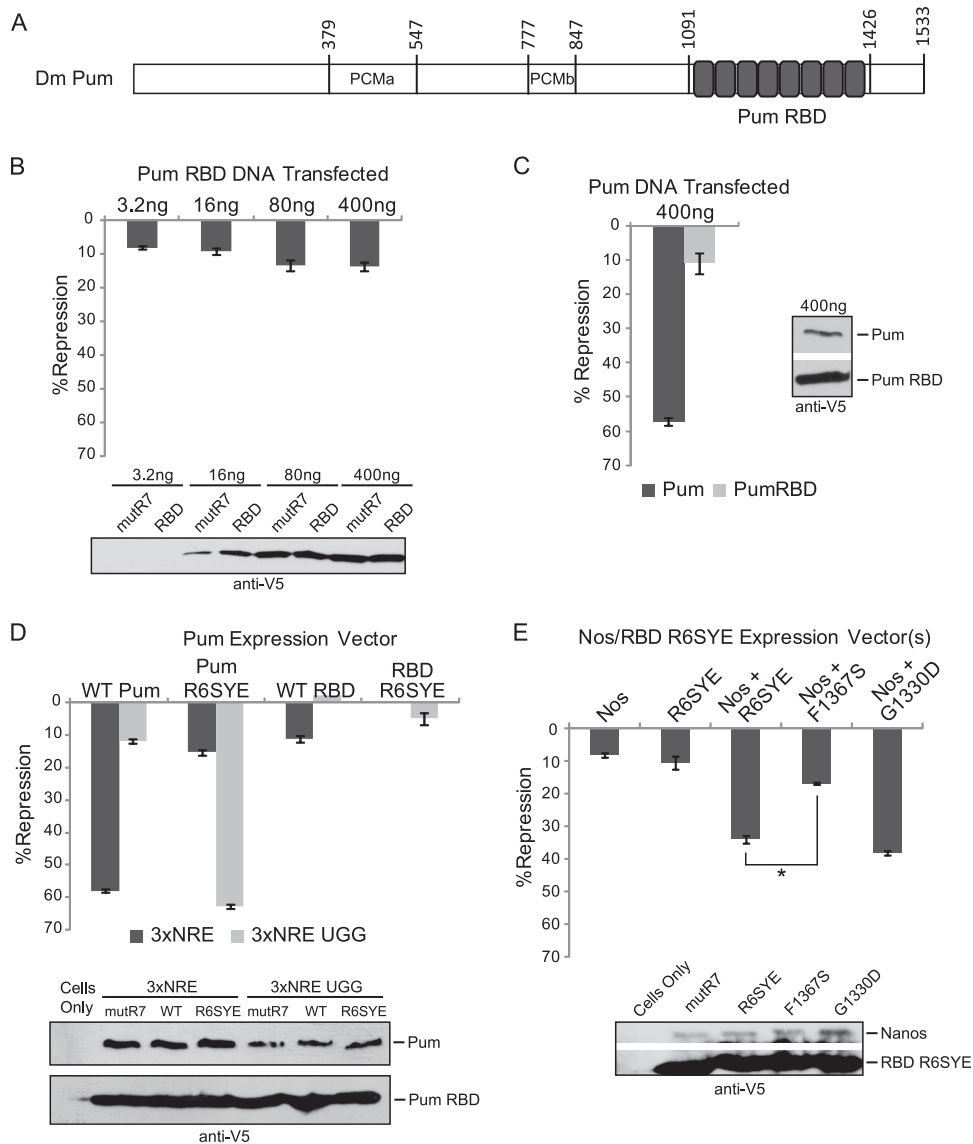 A
379
547
777
847
1091
1426
1533
Dm Pum
PCMa
PCMb
Pum RBD
B
Pum RBD DNA Transfected
3.2ng 16ng 80ng 400ng
%Repression
0
10
20
30
40
50
60
70
3.2ng 16ng 80ng 400ng
mutR7 RBD mutR7 RBD mutR7 RBD mutR7 RBD
anti-V5
C
Pum DNA Transfected
400ng
% Repression
0
10
20
30
40
50
60
70
Pum PumRBD
400ng
Pum
Pum RBD
anti-V5
D
Pum Expression Vector
WT Pum
Pum
R6SYE
WT RBD
RBD
R6SYE
%Repression
0
10
20
30
40
50
60
70
3xNRE 3xNRE UGG
Cells
Only
3xNRE 3xNRE UGG
mutR7 WT R6SYE mutR7 WT R6SYE
Pum
Pum RBD
anti-V5
E
Nos/RBD R6SYE Expression Vector(s)
Nos
R6SYE
Nos +
R6SYE
Nos +
F1367S
Nos +
G1330D
%Repression
0
10
20
30
40
50
60
70
*
Cells Only
mutR7
R6SYE
F1367S
G1330D
Nanos
RBD R6SYE
anti-V5